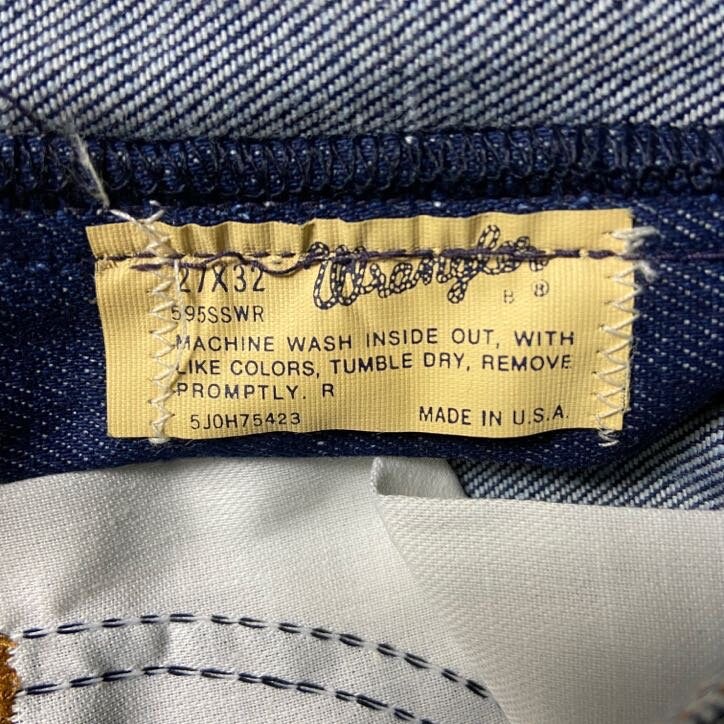 27X32 Wrangler
B ®
595SSWR
MACHINE WASH INSIDE OUT, WITH
LIKE COLORS, TUMBLE DRY, REMOVE
PROMPTLY. R
5J0H75423 MADE IN U.S.A.